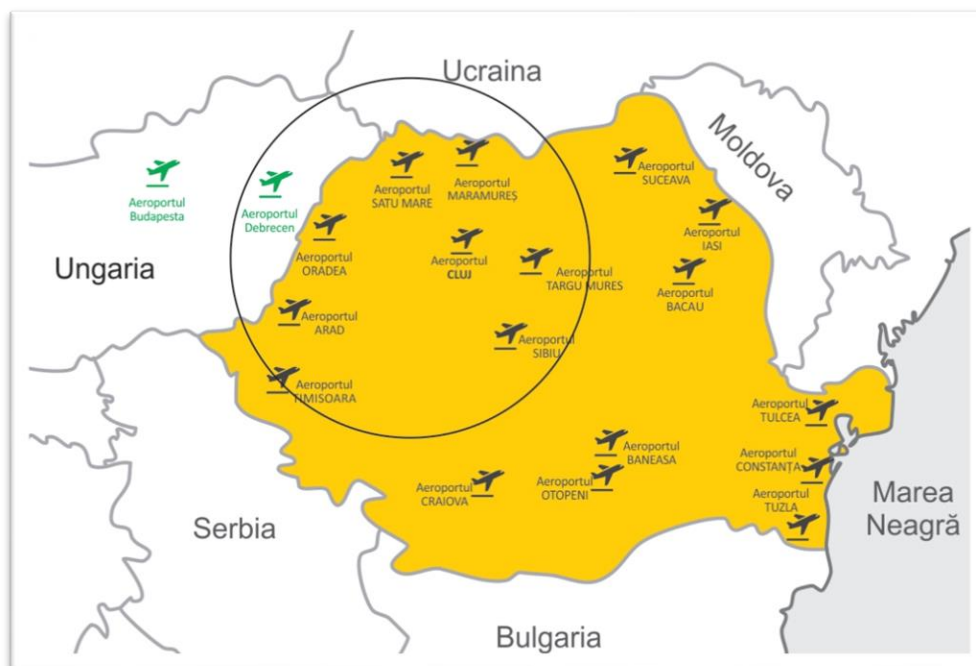 Ucraina
Moldova
Aeroportul
Budapesta
Aeroportul
Debrecen
Aeroportul
SATU MARE
Aeroportul
MARAMUREȘ
Aeroportul
SUCEAVA
Aeroportul
IASI
Ungaria
Aeroportul
ORADEA
Aeroportul
CLUJ
Aeroportul
TARGU MURES
Aeroportul
BACAU
Aeroportul
ARAD
Aeroportul
SIBIU
Aeroportul
TIMISOARA
Aeroportul
TULCEA
Aeroportul
BANEASA
Aeroportul
CONSTANȚA
Aeroportul
CRAIOVA
Aeroportul
OTOPENI
Aeroportul
TUZLA
Marea
Neagră
Serbia
Bulgaria